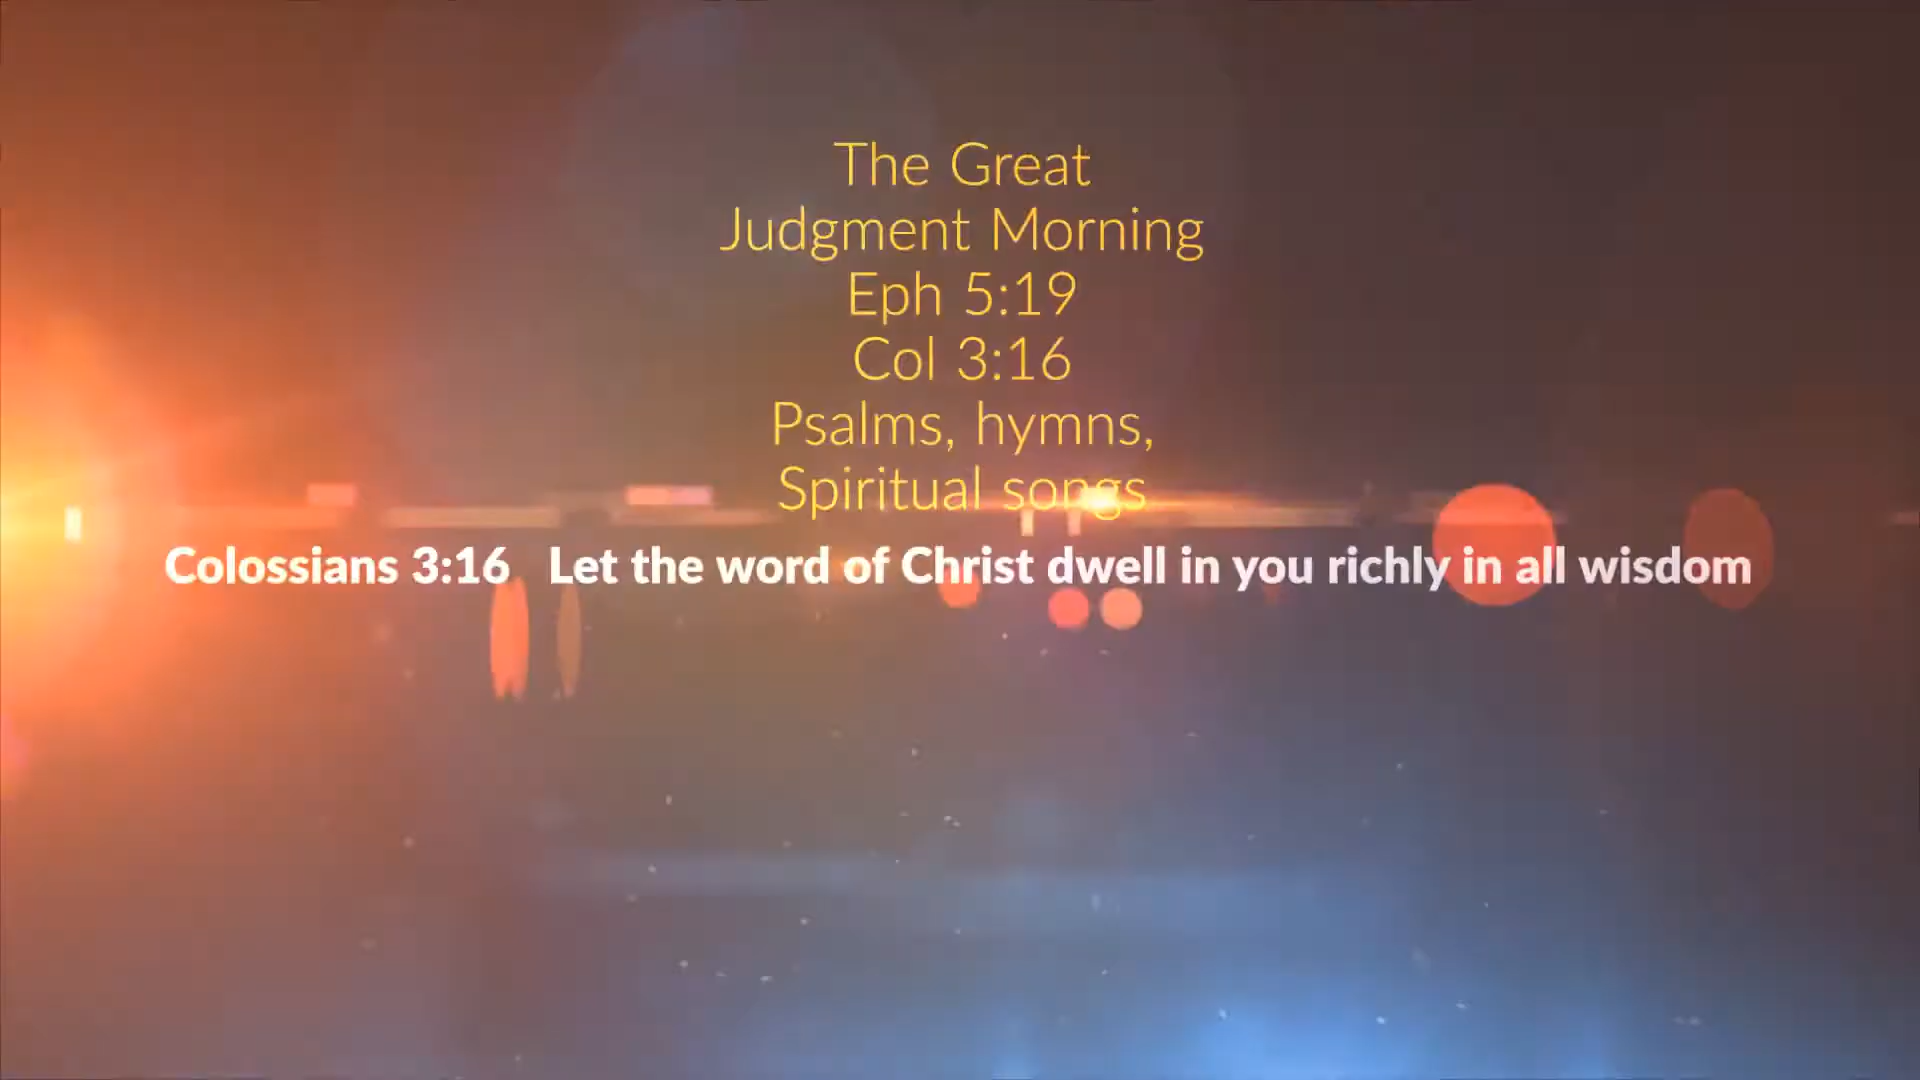 The Great
Judgment Morning
Eph 5:19
Col 3:16
Psalms, hymns,
Spiritual songs
Colossians 3:16 Let the word of Christ dwell in you richly in all wisdom